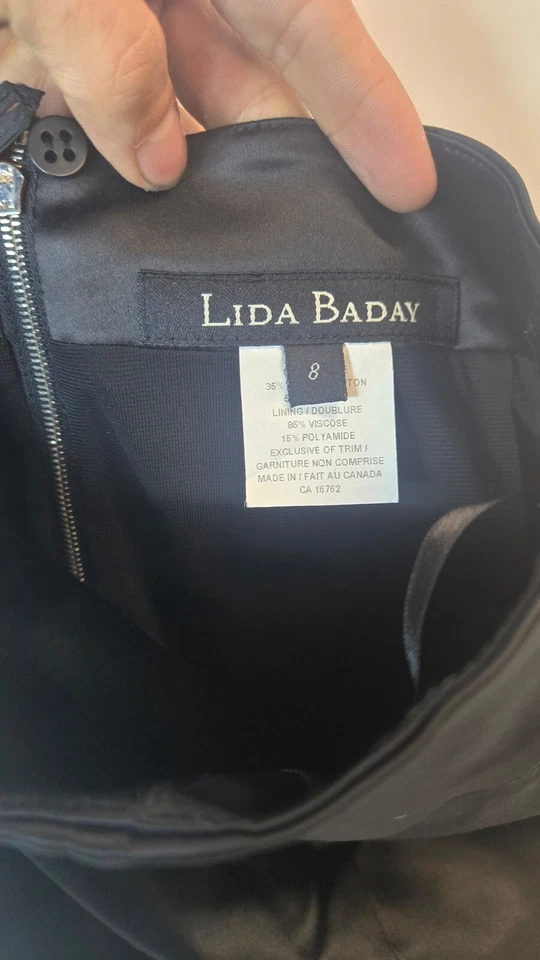 LIDA BADAY
8
35%
LINING / DOUBLURE
85% VISCOSE
15% POLYAMIDE
EXCLUSIVE OF TRIM /
GARNITURE NON COMPRISE
MADE IN / FAIT AU CANADA
CA 16762